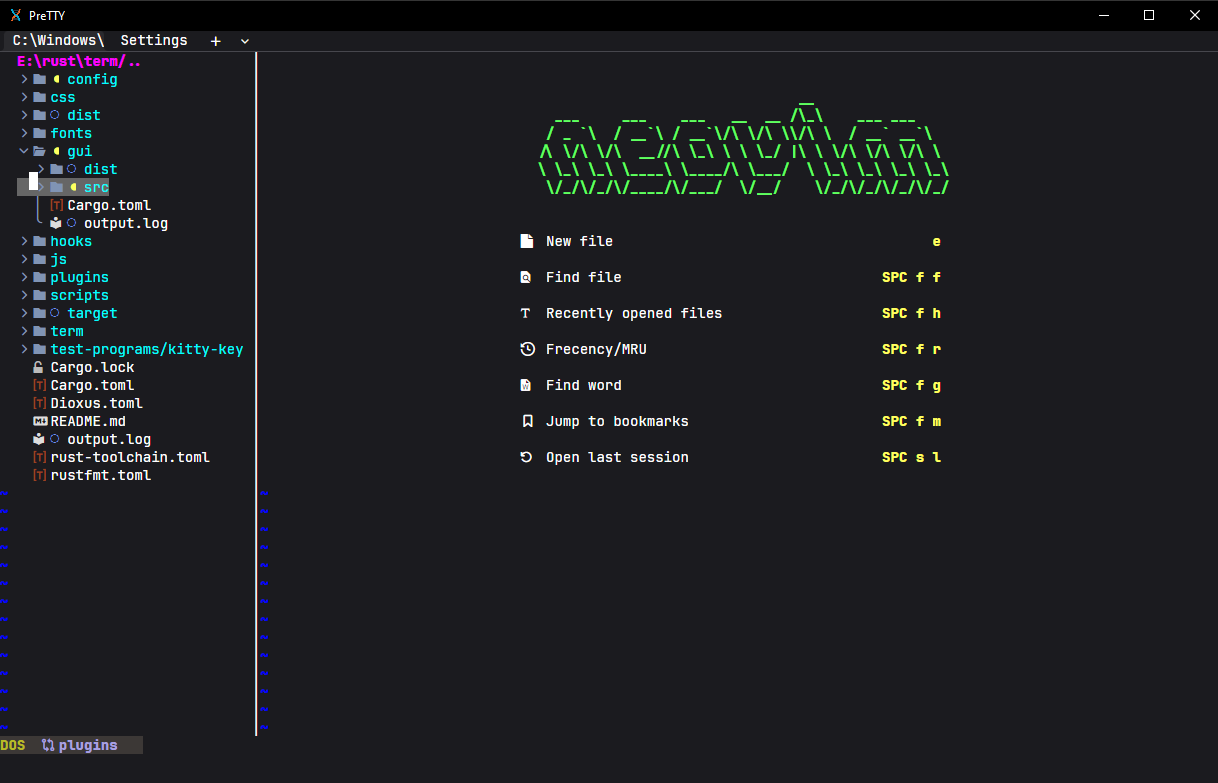 PreTTY
C:\Windows\ Settings + 
E:\rust\term/..
config
css
dist
fonts
gui
dist
src
[T] Cargo.toml
output.log
hooks
js
plugins
scripts
target
term
test-programs/kitty-key
Cargo.lock
[T] Cargo.toml
[T] Dioxus.toml
README.md
output.log
[T] rust-toolchain.toml
[T] rustfmt.toml
neovim
New file e
Find file SPC f f
Recently opened files SPC f h
Frecency/MRU SPC f r
Find word SPC f g
Jump to bookmarks SPC f m
Open last session SPC s l
DOS plugins